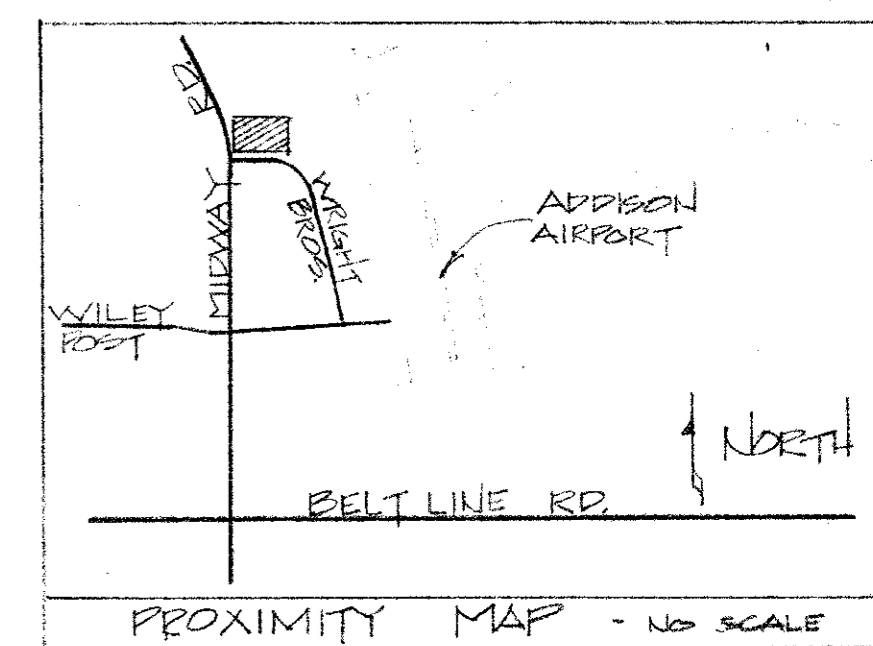 RD.
MIDWAY
WRIGHT
BROS.
ADDISON
AIRPORT
WILEY
POST
NORTH
BELT LINE RD.
PROXIMITY MAP - NO SCALE